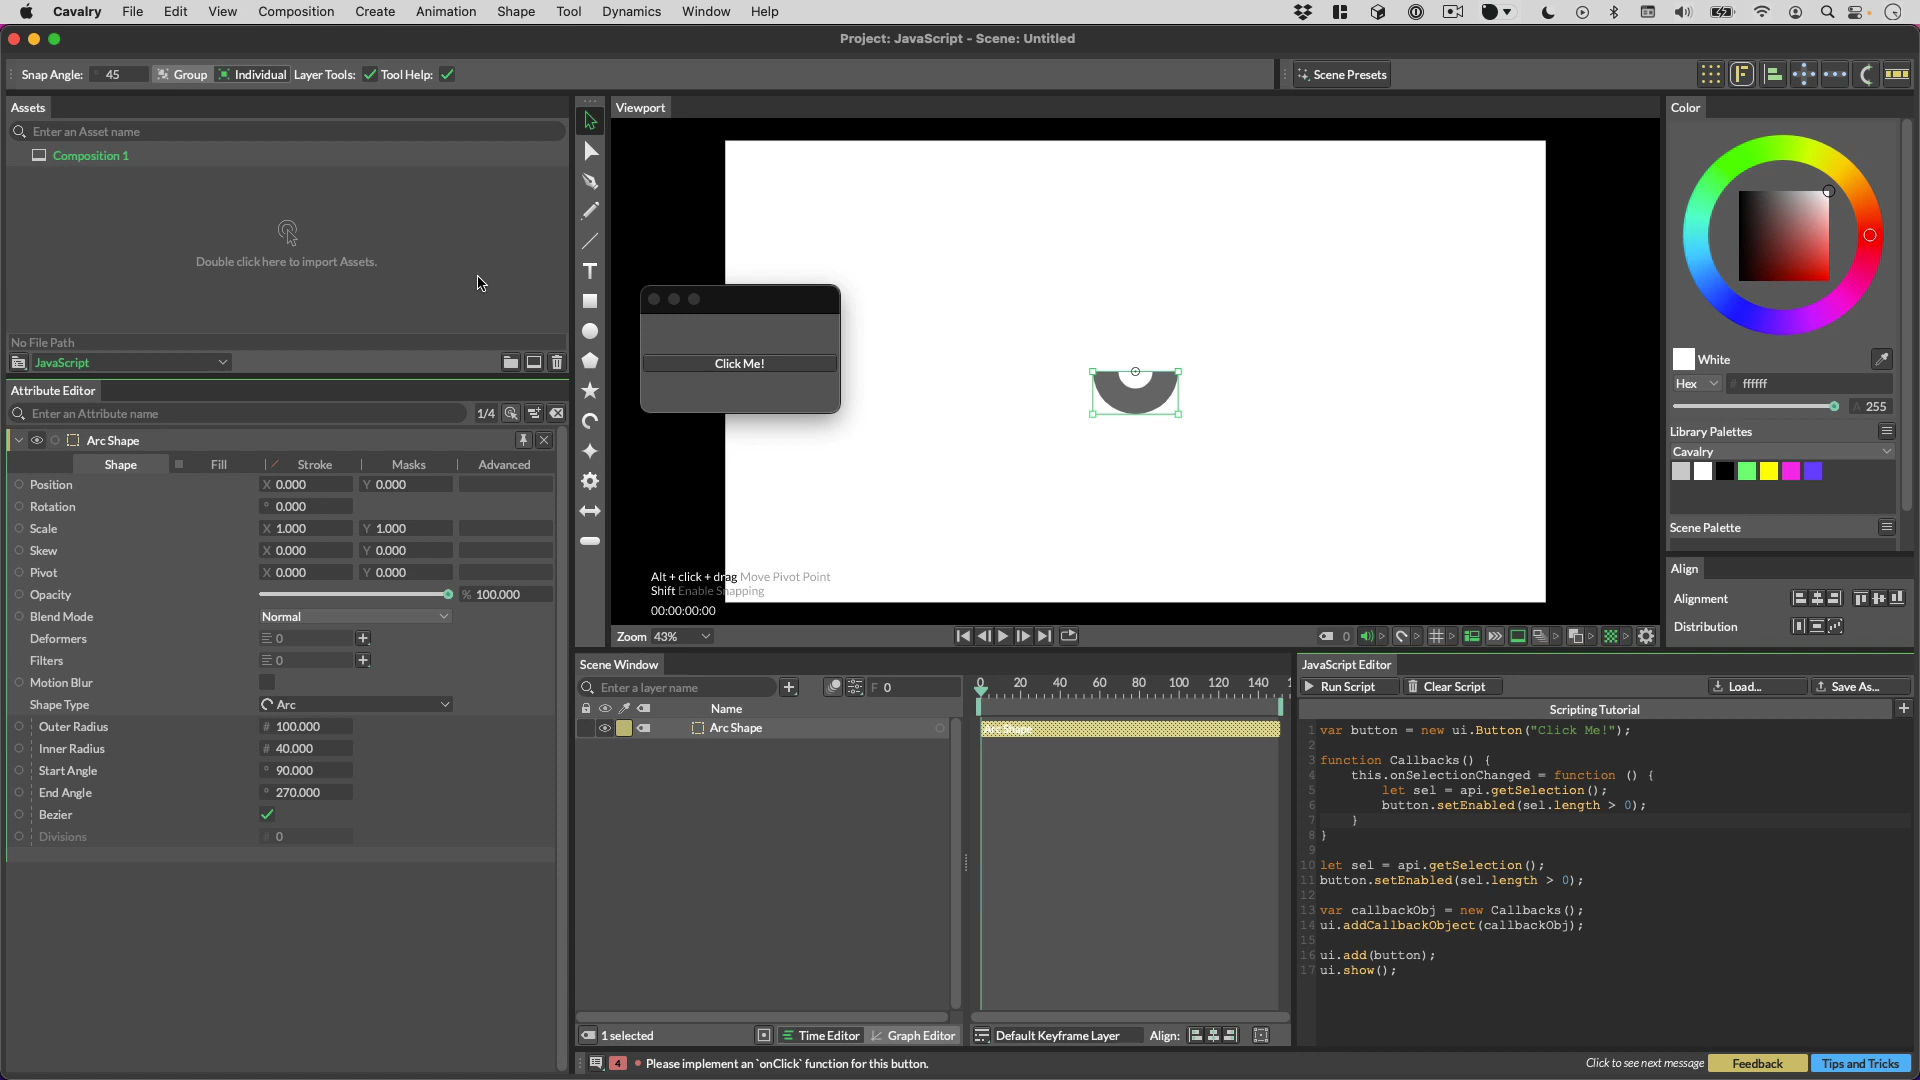 Cavalry File Edit View Composition Create Animation Shape Tool Dynamics Window Help
Project: JavaScript - Scene: Untitled
Snap Angle: 45 Group Individual Layer Tools: Tool Help: Scene Presets
Assets
Viewport
Color
Enter an Asset name
Composition 1
Double click here to import Assets.
No File Path
JavaScript
Click Me!
White
Hex # ffffff
A 255
Library Palettes
Cavalry
Scene Palette
Align
Alignment
Distribution
Alt + click + drag Move Pivot Point
Shift Enable Snapping
00:00:00:00
Zoom 43%
0
Attribute Editor
Enter an Attribute name 1/4
Arc Shape
Shape Fill Stroke Masks Advanced
Position X 0.000 Y 0.000
Rotation ° 0.000
Scale X 1.000 Y 1.000
Skew X 0.000 Y 0.000
Pivot X 0.000 Y 0.000
Opacity % 100.000
Blend Mode Normal
Deformers 0 +
Filters 0 +
Motion Blur
Shape Type Arc
Outer Radius # 100.000
Inner Radius # 40.000
Start Angle ° 90.000
End Angle ° 270.000
Bezier
Divisions # 0
Scene Window
Enter a layer name F 0
Name
Arc Shape
0 20 40 60 80 100 120 140
Arc Shape
1 selected Time Editor Graph Editor Default Keyframe Layer Align:
JavaScript Editor
Run Script Clear Script Load... Save As...
Scripting Tutorial +
1 var button = new ui.Button("Click Me!");
2
3 function Callbacks() {
4 this.onSelectionChanged = function () {
5 let sel = api.getSelection();
6 button.setEnabled(sel.length > 0);
7 }
8 }
9
10 let sel = api.getSelection();
11 button.setEnabled(sel.length > 0);
12
13 var callbackObj = new Callbacks();
14 ui.addCallbackObject(callbackObj);
15
16 ui.add(button);
17 ui.show();
4 Please implement an `onClick` function for this button. Click to see next message Feedback Tips and Tricks